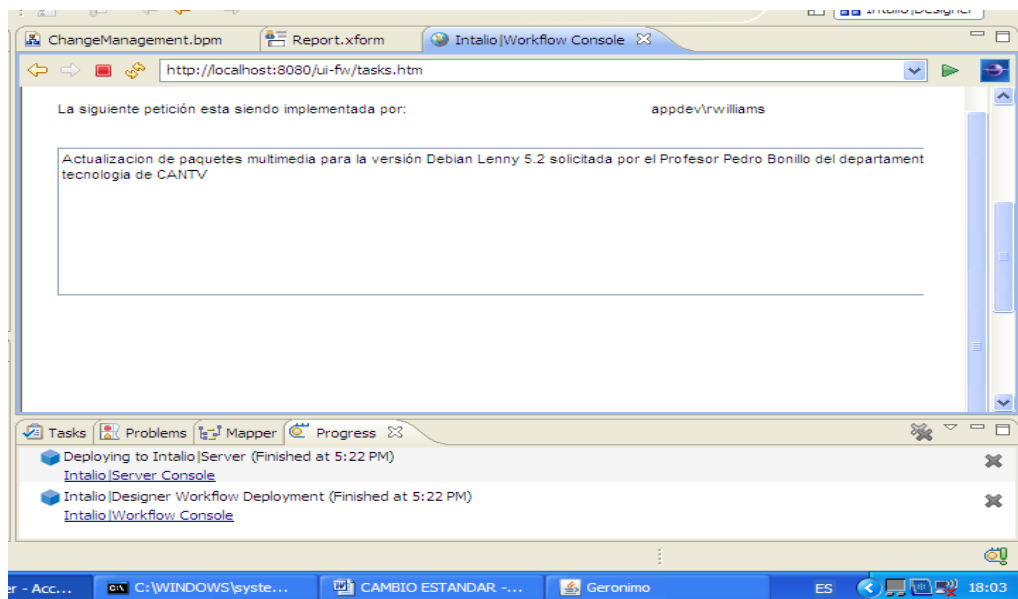 Intalio|Designer
ChangeManagement.bpm
Report.xform
Intalio|Workflow Console
http://localhost:8080/ui-fw/tasks.htm
La siguiente petición esta siendo implementada por:
appdev\rwilliams
Actualizacion de paquetes multimedia para la versión Debian Lenny 5.2 solicitada por el Profesor Pedro Bonillo del departament
tecnologia de CANTV
Tasks
Problems
Mapper
Progress
Deploying to Intalio|Server (Finished at 5:22 PM)
Intalio|Server Console
Intalio|Designer Workflow Deployment (Finished at 5:22 PM)
Intalio|Workflow Console
er - Acc...
C:\WINDOWS\syste...
CAMBIO ESTANDAR -...
Geronimo
ES
18:03